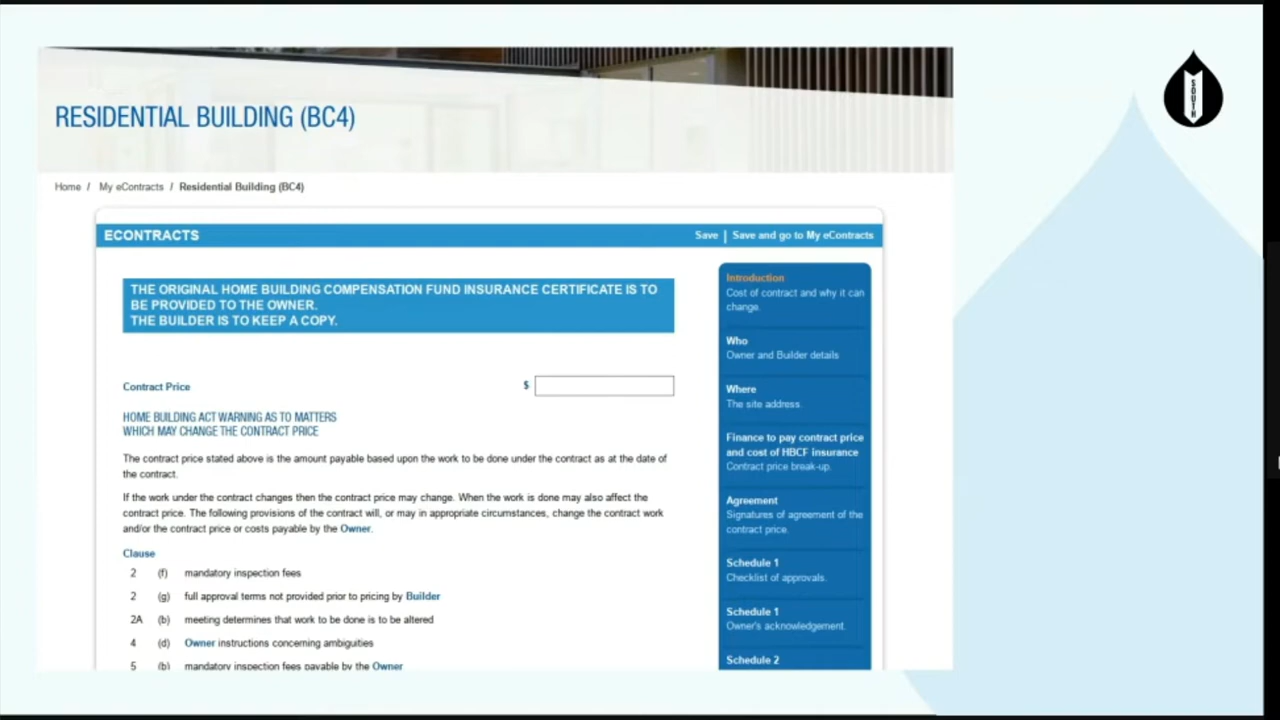 SOUTH
RESIDENTIAL BUILDING (BC4)
Home / My eContracts / Residential Building (BC4)
ECONTRACTS
Save | Save and go to My eContracts
THE ORIGINAL HOME BUILDING COMPENSATION FUND INSURANCE CERTIFICATE IS TO
BE PROVIDED TO THE OWNER.
THE BUILDER IS TO KEEP A COPY.
Contract Price $
HOME BUILDING ACT WARNING AS TO MATTERS
WHICH MAY CHANGE THE CONTRACT PRICE
The contract price stated above is the amount payable based upon the work to be done under the contract as at the date of
the contract.
If the work under the contract changes then the contract price may change. When the work is done may also affect the
contract price. The following provisions of the contract will, or may in appropriate circumstances, change the contract work
and/or the contract price or costs payable by the Owner.
Clause
2 (f) mandatory inspection fees
2 (g) full approval terms not provided prior to pricing by Builder
2A (b) meeting determines that work to be done is to be altered
4 (d) Owner instructions concerning ambiguities
5 (b) mandatory inspection fees payable by the Owner
Introduction
Cost of contract and why it can
change.
Who
Owner and Builder details
Where
The site address.
Finance to pay contract price
and cost of HBCF insurance
Contract price break-up.
Agreement
Signatures of agreement of the
contract price.
Schedule 1
Checklist of approvals.
Schedule 1
Owner's acknowledgement.
Schedule 2